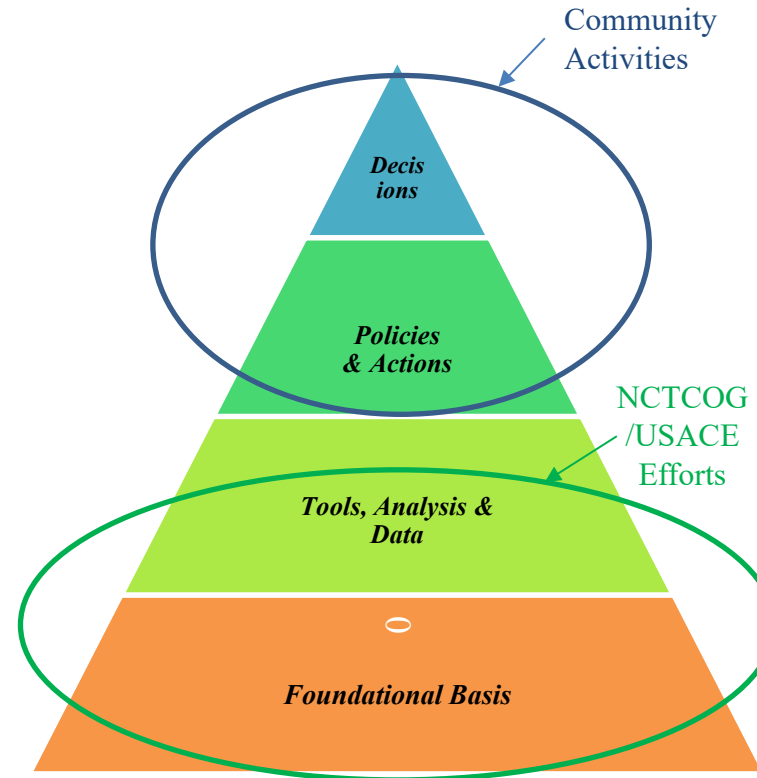 Community
Activities
Decis
ions
Policies
& Actions
NCTCOG
/USACE
Efforts
Tools, Analysis &
Data
Foundational Basis